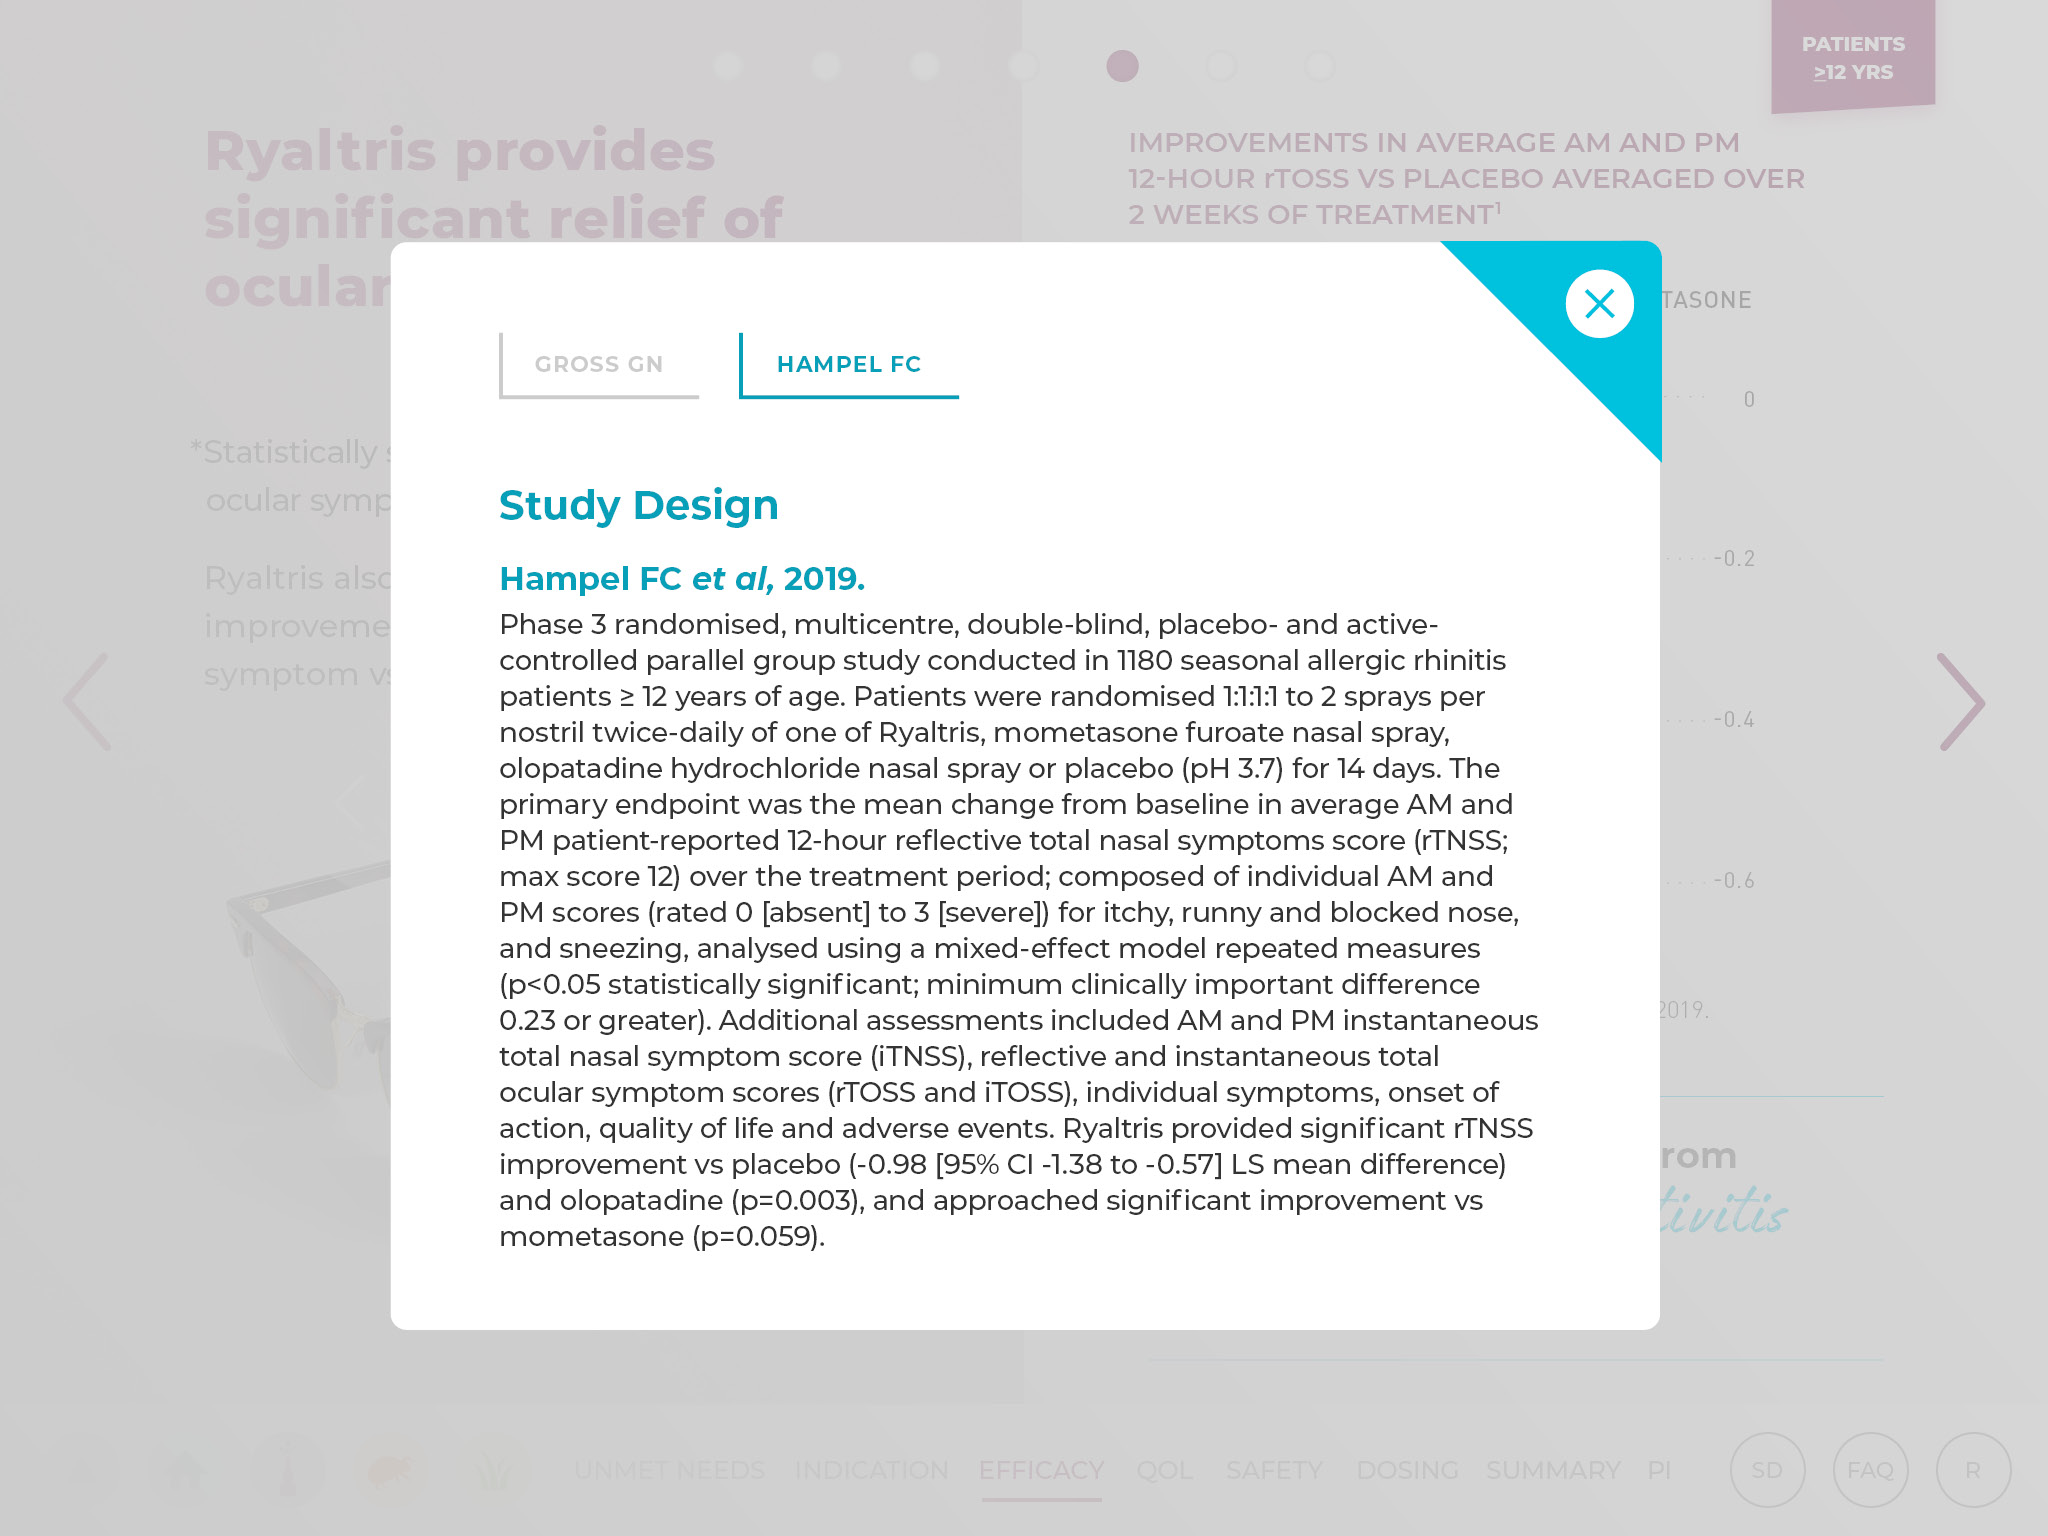 PATIENTS
≥12 YRS
Ryaltris provides
significant relief of
ocular
IMPROVEMENTS IN AVERAGE AM AND PM
12-HOUR rTOSS VS PLACEBO AVERAGED OVER
2 WEEKS OF TREATMENT¹
TASONE
0
-0.2
-0.4
-0.6
2019.
rom
tivitis
*Statistically
ocular symp
Ryaltris also
improveme
symptom vs
GROSS GN
HAMPEL FC
Study Design
Hampel FC et al, 2019.
Phase 3 randomised, multicentre, double-blind, placebo- and active-
controlled parallel group study conducted in 1180 seasonal allergic rhinitis
patients ≥ 12 years of age. Patients were randomised 1:1:1:1 to 2 sprays per
nostril twice-daily of one of Ryaltris, mometasone furoate nasal spray,
olopatadine hydrochloride nasal spray or placebo (pH 3.7) for 14 days. The
primary endpoint was the mean change from baseline in average AM and
PM patient-reported 12-hour reflective total nasal symptoms score (rTNSS;
max score 12) over the treatment period; composed of individual AM and
PM scores (rated 0 [absent] to 3 [severe]) for itchy, runny and blocked nose,
and sneezing, analysed using a mixed-effect model repeated measures
(p<0.05 statistically significant; minimum clinically important difference
0.23 or greater). Additional assessments included AM and PM instantaneous
total nasal symptom score (iTNSS), reflective and instantaneous total
ocular symptom scores (rTOSS and iTOSS), individual symptoms, onset of
action, quality of life and adverse events. Ryaltris provided significant rTNSS
improvement vs placebo (-0.98 [95% CI -1.38 to -0.57] LS mean difference)
and olopatadine (p=0.003), and approached significant improvement vs
mometasone (p=0.059).
UNMET NEEDS INDICATION EFFICACY QOL SAFETY DOSING SUMMARY PI SD FAQ R